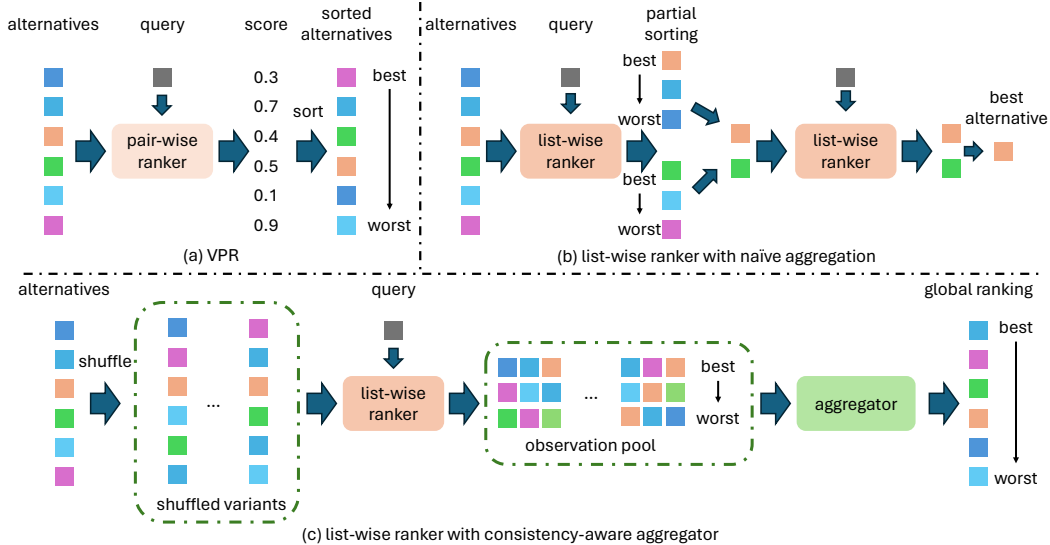 alternatives
query
score
sorted
alternatives
0.3
0.7
0.4
0.5
0.1
0.9
pair-wise
ranker
sort
best
worst
(a) VPR
alternatives
query
partial
sorting
list-wise
ranker
best
worst
best
worst
list-wise
ranker
best
alternative
(b) list-wise ranker with naïve aggregation
alternatives
shuffle
...
shuffled variants
query
list-wise
ranker
...
best
worst
observation pool
aggregator
global ranking
best
worst
(c) list-wise ranker with consistency-aware aggregator